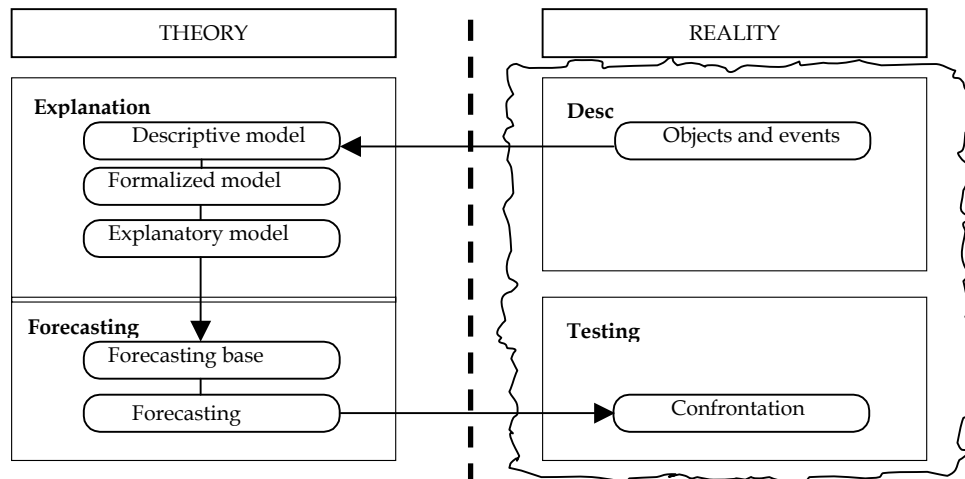 THEORY
REALITY
Explanation
Descriptive model
Formalized model
Explanatory model
Desc
Objects and events
Forecasting
Forecasting base
Forecasting
Testing
Confrontation